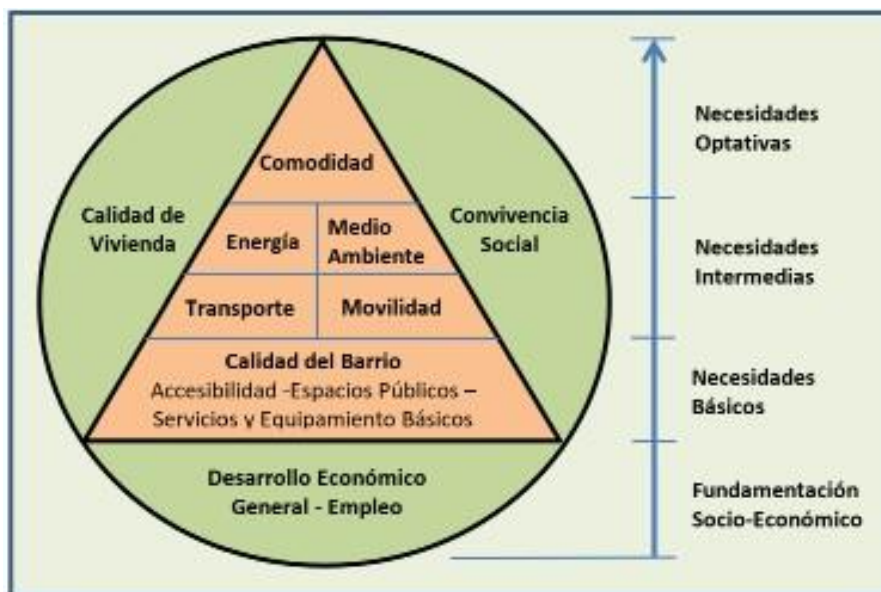 Comodidad
Calidad de
Vivienda
Energía
Medio
Ambiente
Convivencia
Social
Transporte
Movilidad
Calidad del Barrio
Accesibilidad -Espacios Públicos –
Servicios y Equipamiento Básicos
Desarrollo Económico
General - Empleo
Necesidades
Optativas
Necesidades
Intermedias
Necesidades
Básicos
Fundamentación
Socio-Económico